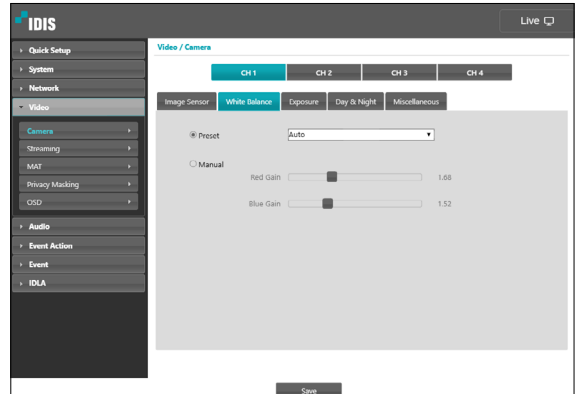 IDIS
Live
Quick Setup
System
Network
Video
Camera
Streaming
MAT
Privacy Masking
OSD
Audio
Event Action
Event
IDLA
Video / Camera
CH 1 CH 2 CH 3 CH 4
Image Sensor White Balance Exposure Day & Night Miscellaneous
Preset Auto
Manual
Red Gain 1.68
Blue Gain 1.52
Save